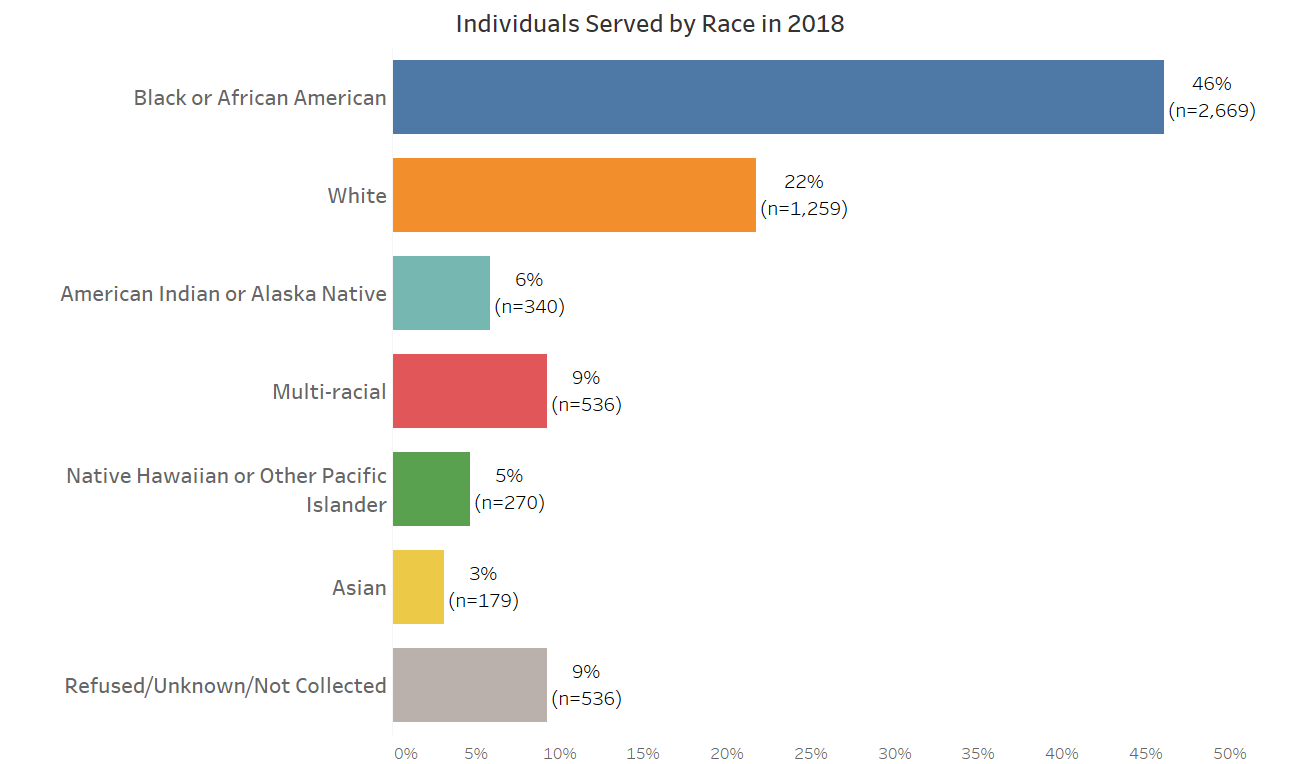 Individuals Served by Race in 2018
Black or African American
46%
(n=2,669)
White
22%
(n=1,259)
American Indian or Alaska Native
6%
(n=340)
Multi-racial
9%
(n=536)
Native Hawaiian or Other Pacific
Islander
5%
(n=270)
Asian
3%
(n=179)
Refused/Unknown/Not Collected
9%
(n=536)
0% 5% 10% 15% 20% 25% 30% 35% 40% 45% 50%